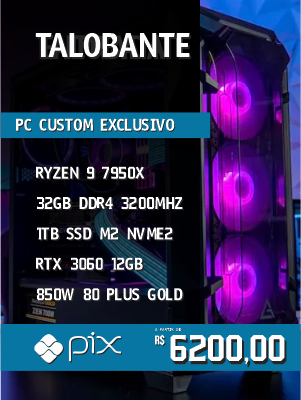 TALOBANTE
PC CUSTOM EXCLUSIVO
RYZEN 9 7950X
32GB DDR4 3200MHZ
1TB SSD M2 NVME2
RTX 3060 12GB
850W 80 PLUS GOLD
pix
A PARTIR DE
R$ 6200,00